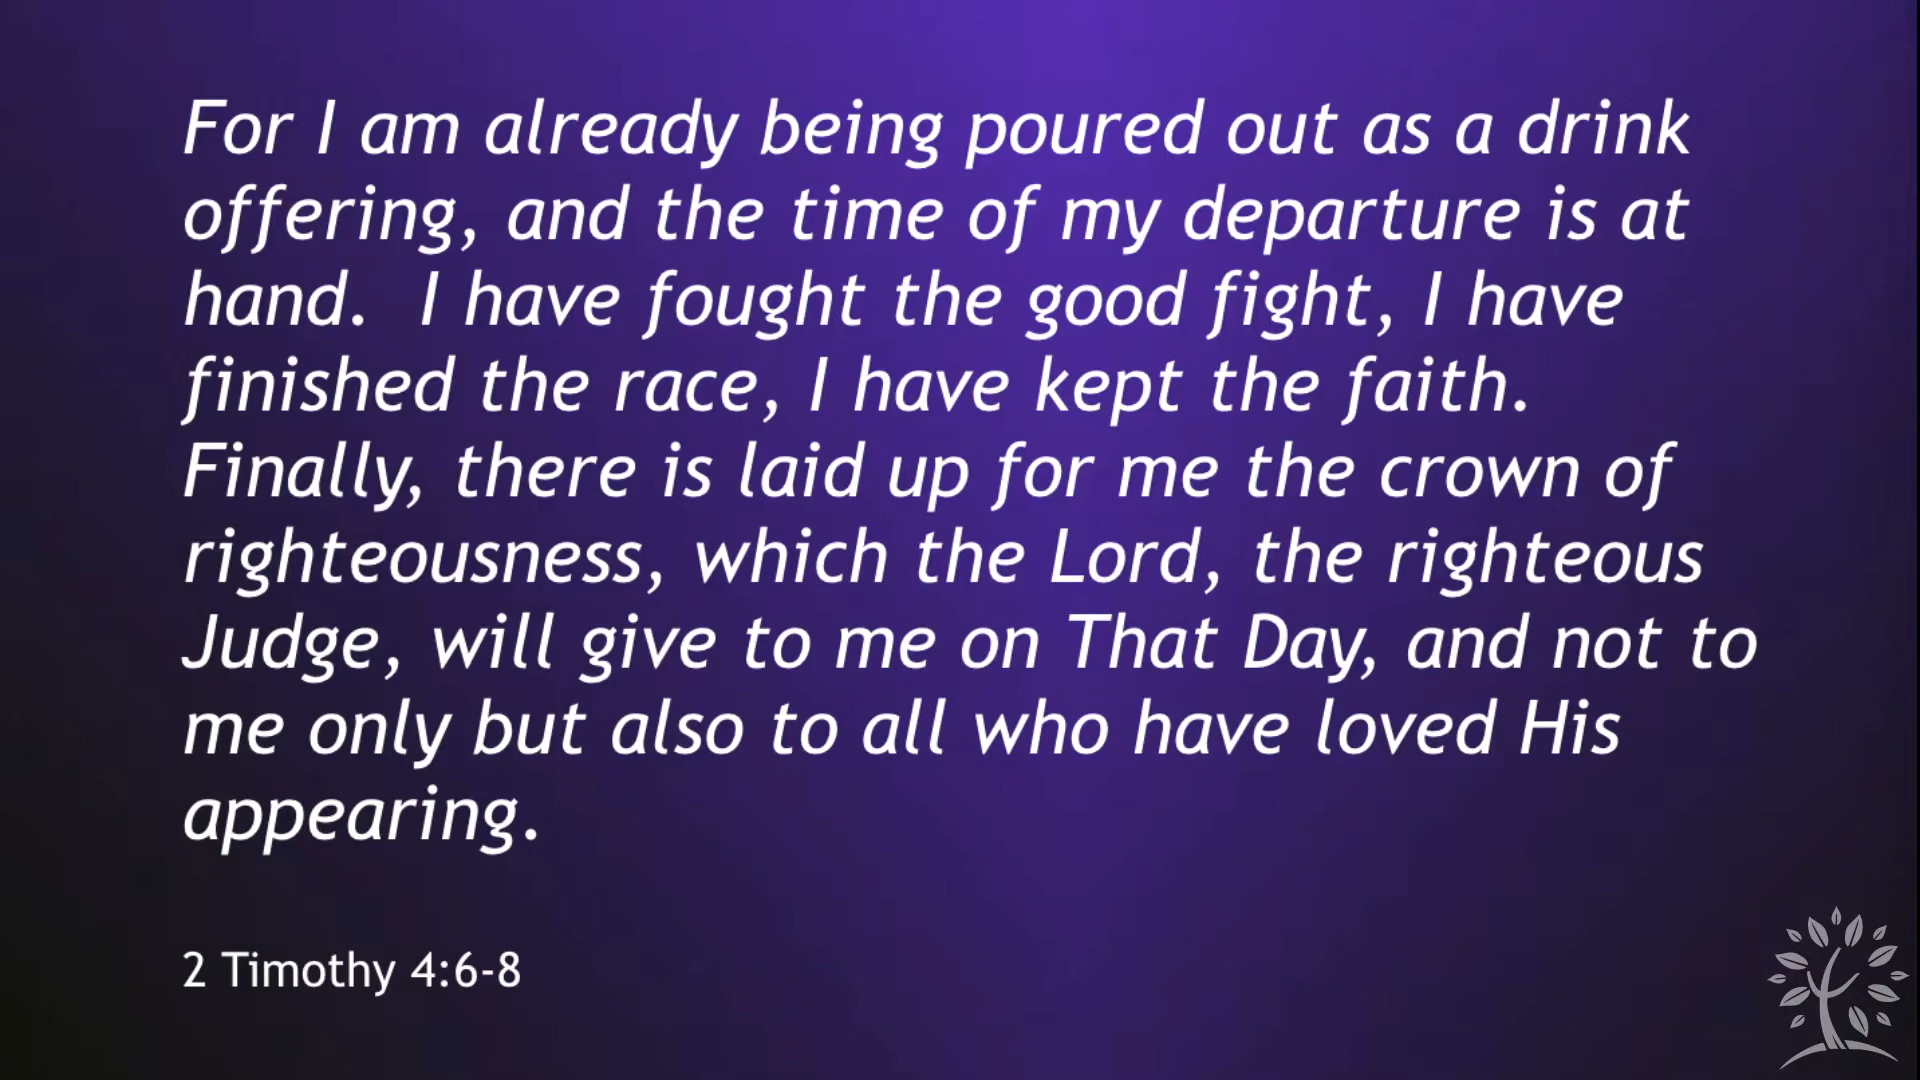 For I am already being poured out as a drink
offering, and the time of my departure is at
hand.  I have fought the good fight, I have
finished the race, I have kept the faith.
Finally, there is laid up for me the crown of
righteousness, which the Lord, the righteous
Judge, will give to me on That Day, and not to
me only but also to all who have loved His
appearing.
2 Timothy 4:6-8